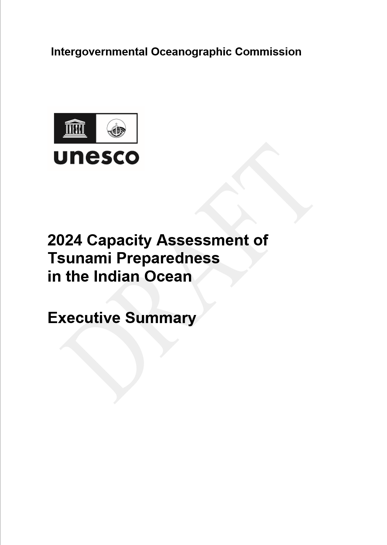 Intergovernmental Oceanographic Commission
unesco
2024 Capacity Assessment of
Tsunami Preparedness
in the Indian Ocean
Executive Summary
DRAFT